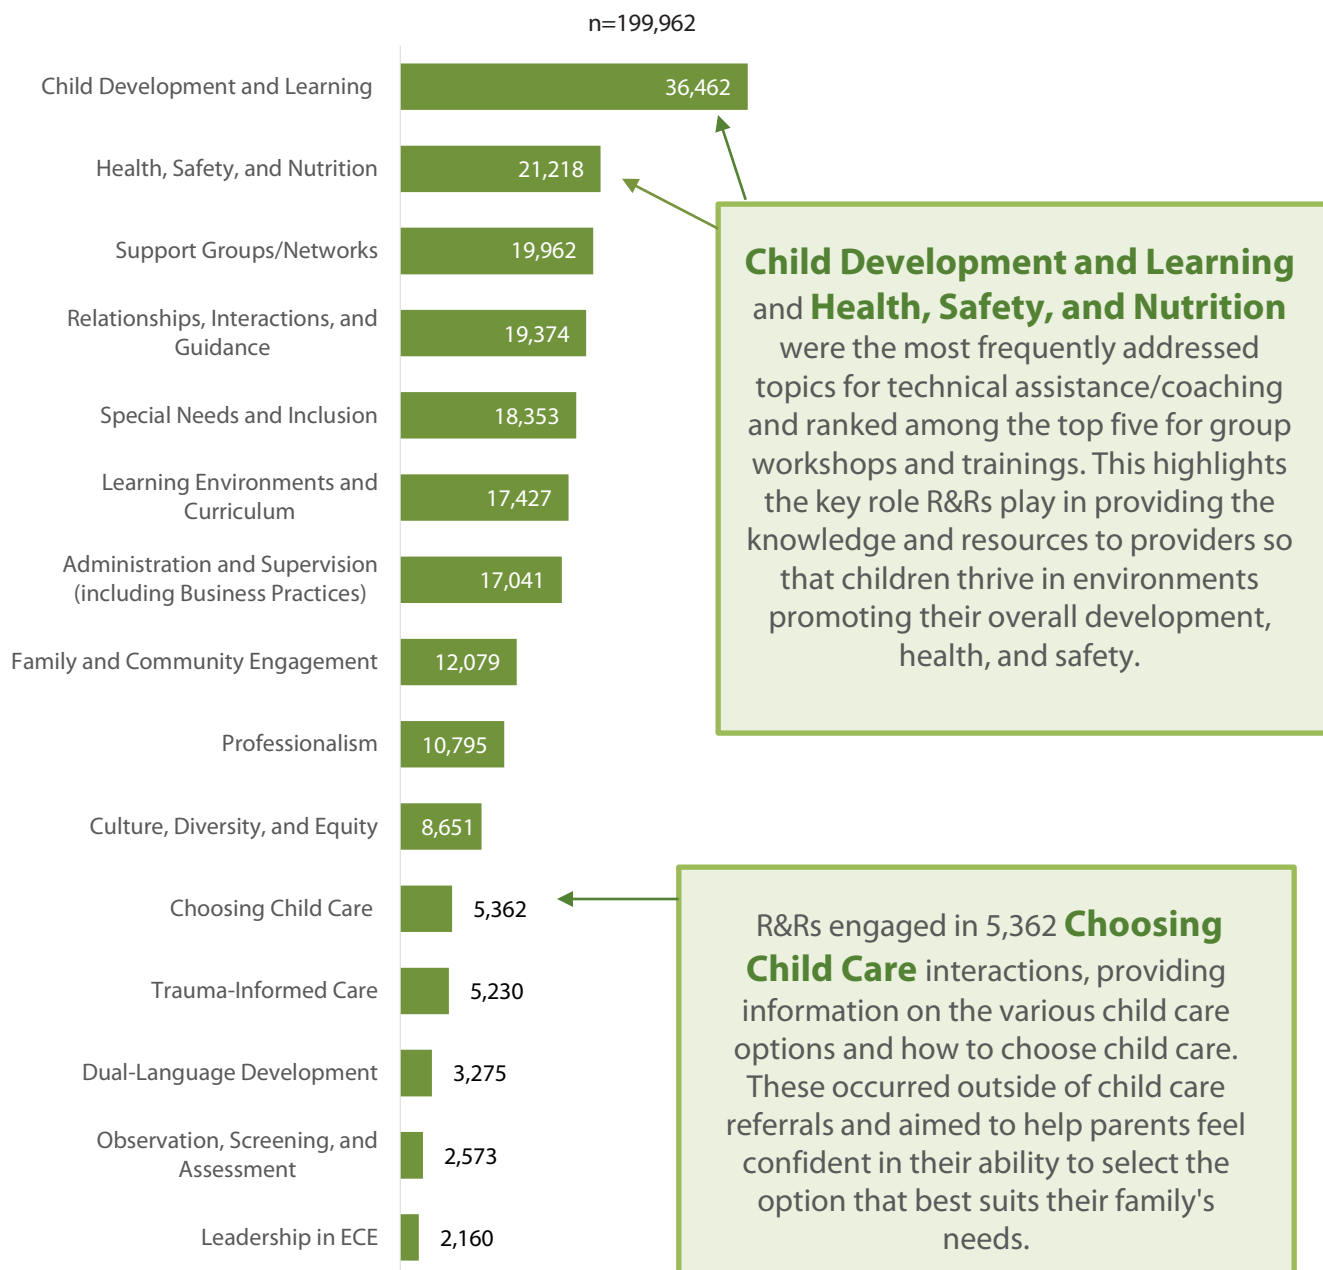 n=199,962
Child Development and Learning
36,462
Health, Safety, and Nutrition
21,218
Support Groups/Networks
19,962
Relationships, Interactions, and
Guidance
19,374
Special Needs and Inclusion
18,353
Learning Environments and
Curriculum
17,427
Administration and Supervision
(including Business Practices)
17,041
Family and Community Engagement
12,079
Professionalism
10,795
Culture, Diversity, and Equity
8,651
Choosing Child Care
5,362
Trauma-Informed Care
5,230
Dual-Language Development
3,275
Observation, Screening, and
Assessment
2,573
Leadership in ECE
2,160
Child Development and Learning
and Health, Safety, and Nutrition
were the most frequently addressed
topics for technical assistance/coaching
and ranked among the top five for group
workshops and trainings. This highlights
the key role R&Rs play in providing the
knowledge and resources to providers so
that children thrive in environments
promoting their overall development,
health, and safety.
R&Rs engaged in 5,362 Choosing
Child Care interactions, providing
information on the various child care
options and how to choose child care.
These occurred outside of child care
referrals and aimed to help parents feel
confident in their ability to select the
option that best suits their family's
needs.